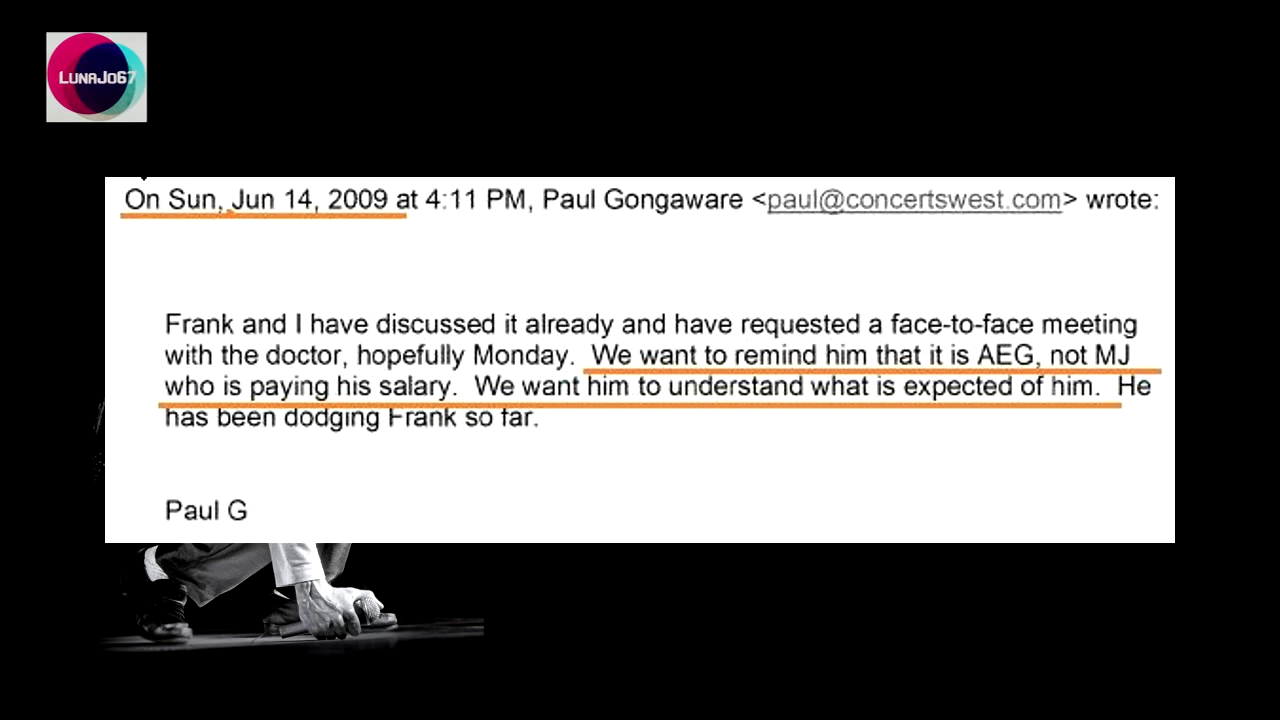 LUNAJO67
On Sun, Jun 14, 2009 at 4:11 PM, Paul Gongaware <paul@concertswest.com> wrote:
Frank and I have discussed it already and have requested a face-to-face meeting
with the doctor, hopefully Monday.  We want to remind him that it is AEG, not MJ
who is paying his salary.  We want him to understand what is expected of him.  He
has been dodging Frank so far.
Paul G